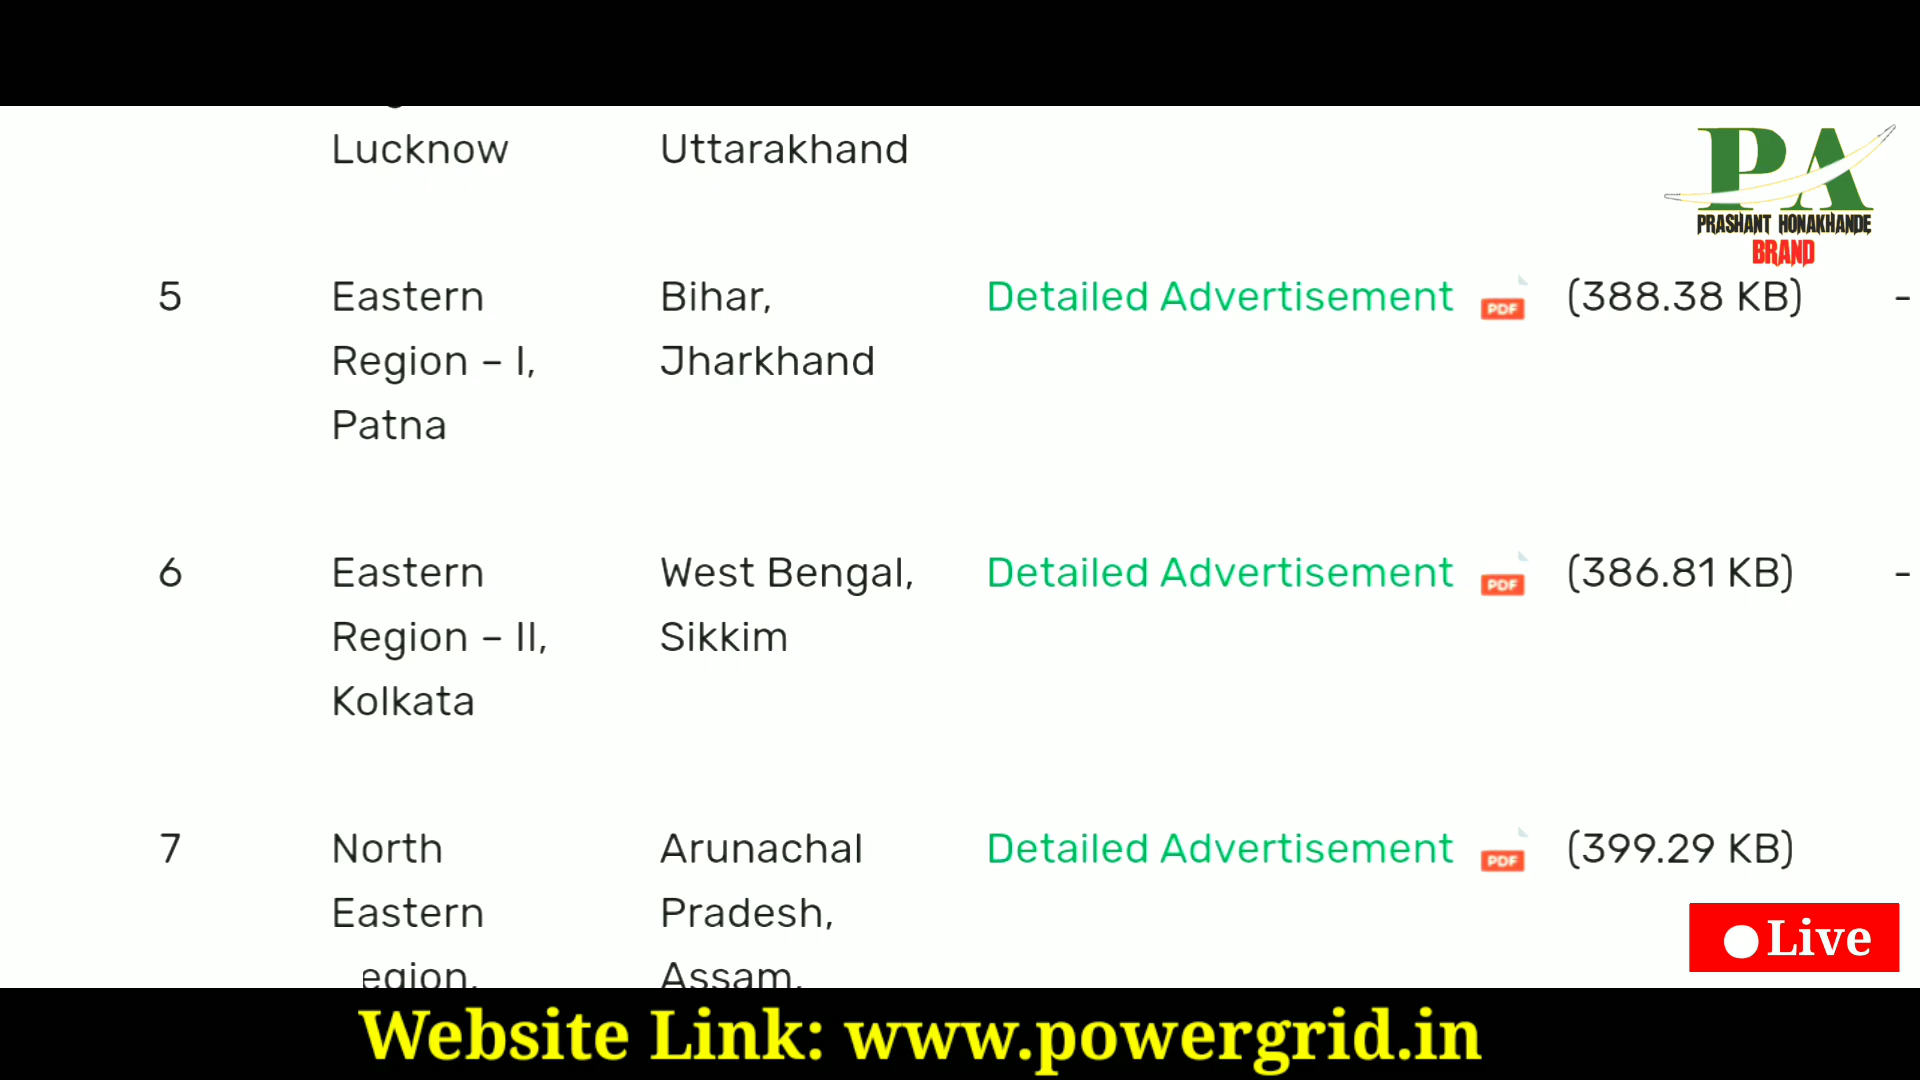 Lucknow Uttarakhand
PA
PRASHANT HONAKHANDE
BRAND
5 Eastern Bihar, Detailed Advertisement PDF (388.38 KB) -
Region – I, Jharkhand
Patna
6 Eastern West Bengal, Detailed Advertisement PDF (386.81 KB) -
Region – II, Sikkim
Kolkata
7 North Arunachal Detailed Advertisement PDF (399.29 KB)
Eastern Pradesh,
egion, Assam,
Live
Website Link: www.powergrid.in